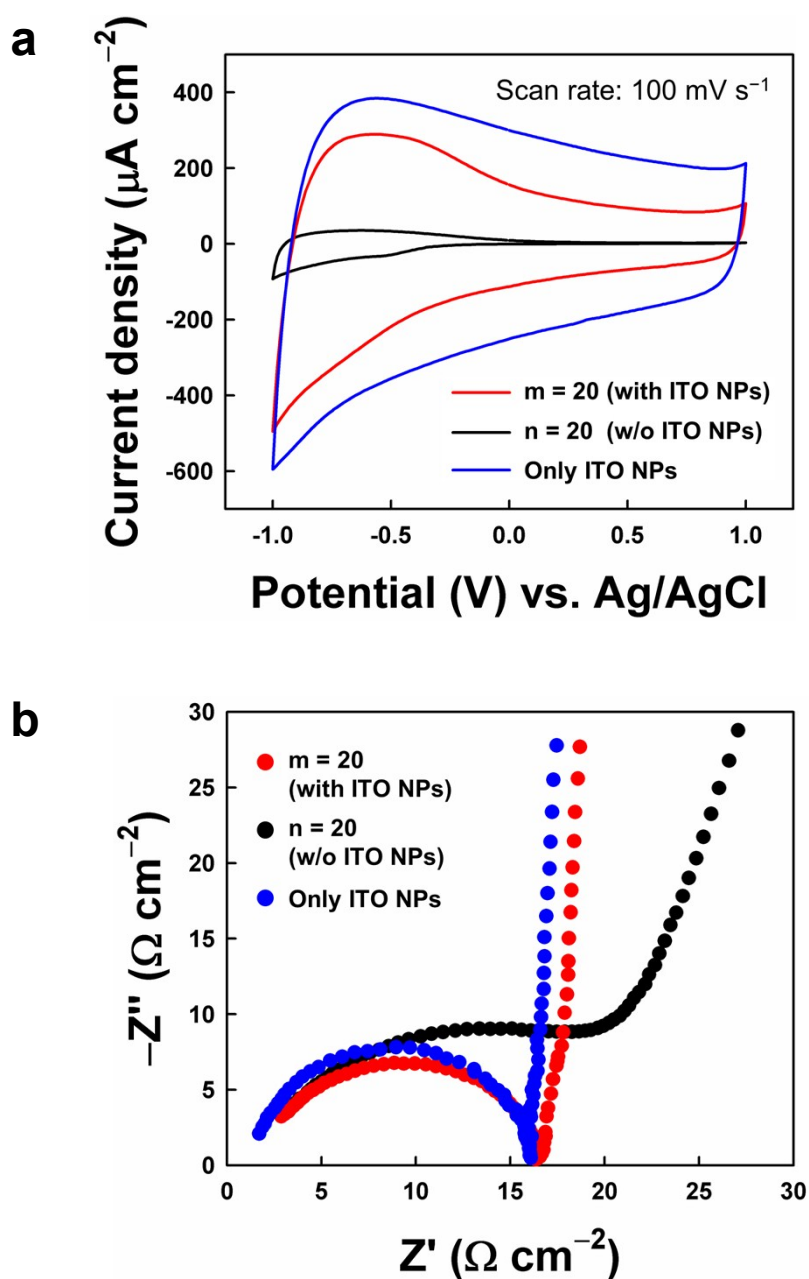 a
Scan rate: 100 mV s⁻¹
Current density (μA cm⁻²)
400
200
0
-200
-400
-600
m = 20 (with ITO NPs)
n = 20 (w/o ITO NPs)
Only ITO NPs
-1.0 -0.5 0.0 0.5 1.0
Potential (V) vs. Ag/AgCl
b
−Z" (Ω cm⁻²)
30
25
20
15
10
5
0
m = 20
(with ITO NPs)
n = 20
(w/o ITO NPs)
Only ITO NPs
0 5 10 15 20 25 30
Z' (Ω cm⁻²)